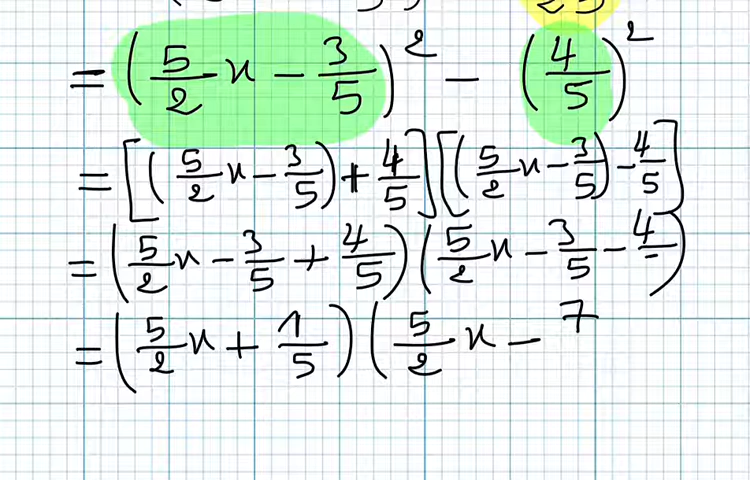 = (5/2 x − 3/5)² − (4/5)²
= [(5/2 x − 3/5) + 4/5] [(5/2 x − 3/5) − 4/5]
= (5/2 x − 3/5 + 4/5) (5/2 x − 3/5 − 4/)
= (5/2 x + 1/5) (5/2 x − 7